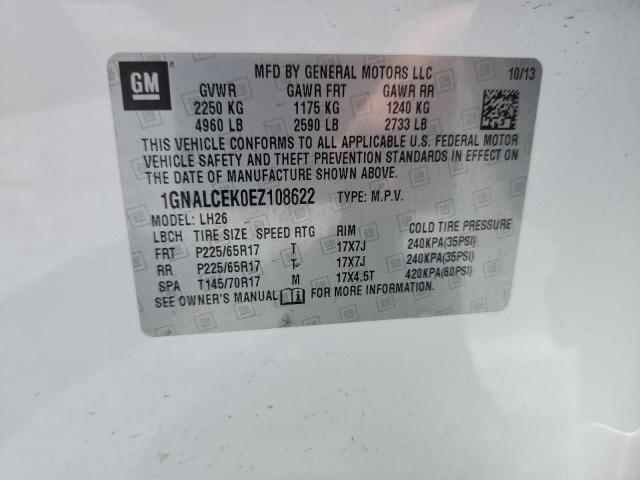 GM
MFD BY GENERAL MOTORS LLC 10/13
GVWR GAWR FRT GAWR RR
2250 KG 1175 KG 1240 KG
4960 LB 2590 LB 2733 LB
THIS VEHICLE CONFORMS TO ALL APPLICABLE U.S. FEDERAL MOTOR
VEHICLE SAFETY AND THEFT PREVENTION STANDARDS IN EFFECT ON
THE DATE OF MANUFACTURE SHOWN ABOVE.
1GNALCEK0EZ108622 TYPE: M.P.V.
MODEL: LH26
LBCH TIRE SIZE SPEED RTG RIM COLD TIRE PRESSURE
FRT P225/65R17 T 17X7J 240KPA(35PSI)
RR P225/65R17 T 17X7J 240KPA(35PSI)
SPA T145/70R17 M 17X4.5T 420KPA(60PSI)
SEE OWNER'S MANUAL FOR MORE INFORMATION.